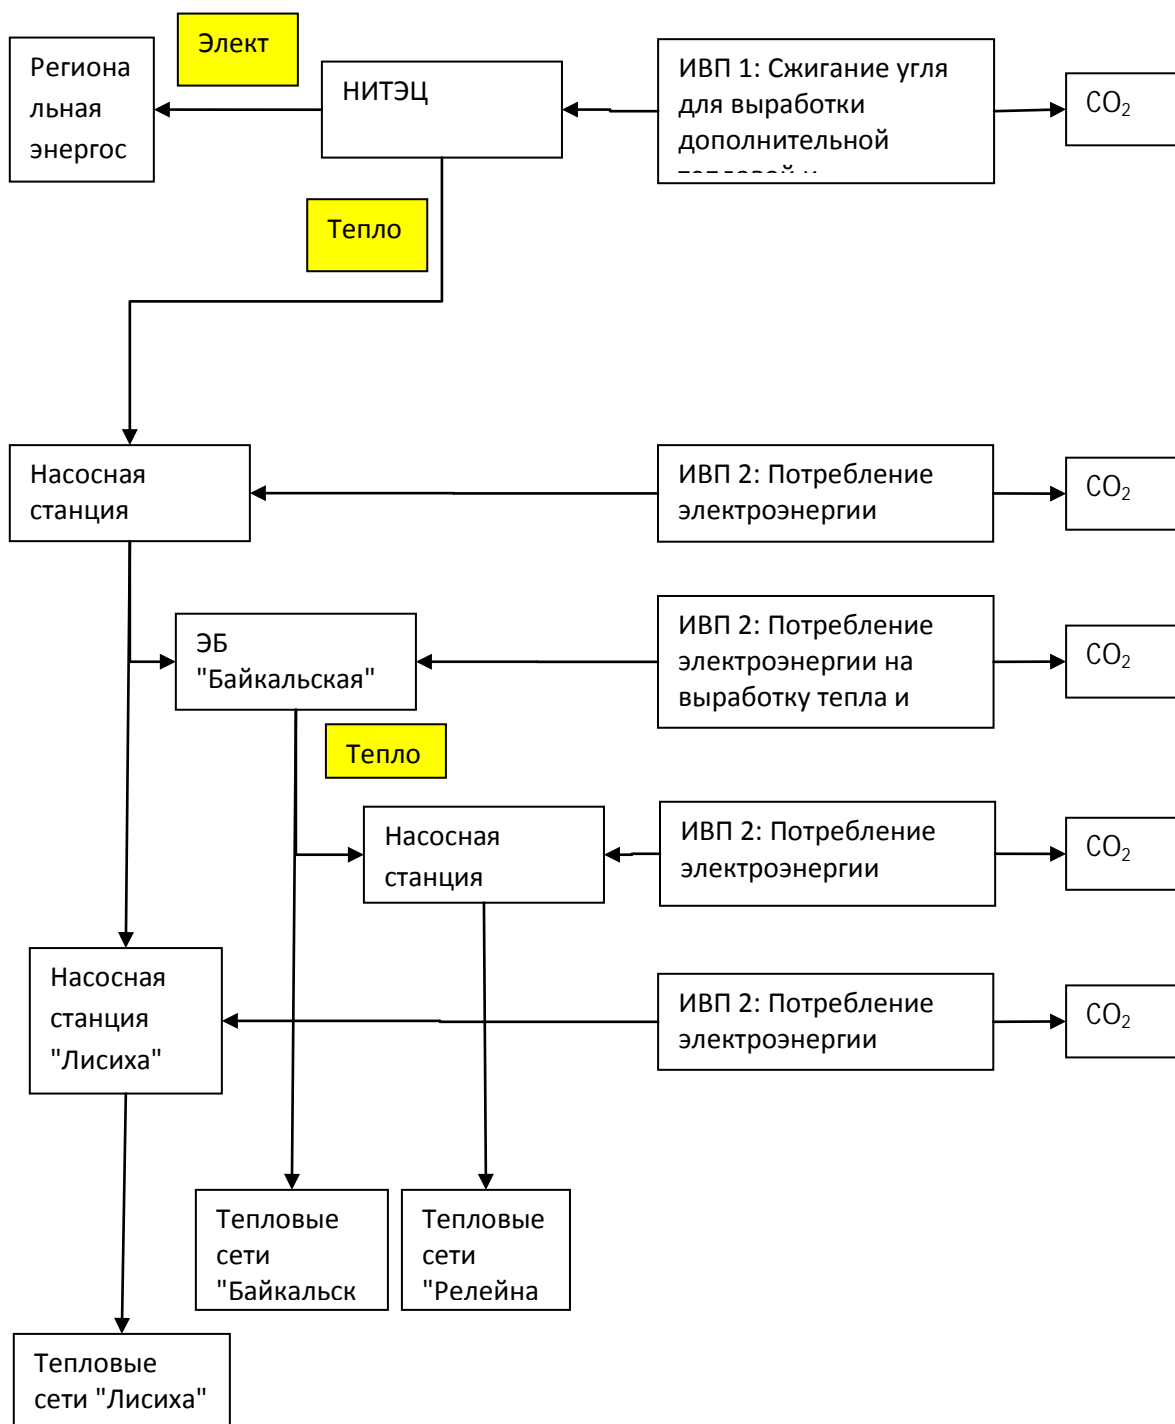 Элект
Региона
льная
энергос
НИТЭЦ
ИВП 1: Сжигание угля
для выработки
дополнительной
CO₂
Тепло
Насосная
станция
ИВП 2: Потребление
электроэнергии
CO₂
ЭБ
"Байкальская"
ИВП 2: Потребление
электроэнергии на
выработку тепла и
CO₂
Тепло
Насосная
станция
ИВП 2: Потребление
электроэнергии
CO₂
Насосная
станция
"Лисиха"
ИВП 2: Потребление
электроэнергии
CO₂
Тепловые
сети
"Байкальск
Тепловые
сети
"Релейна
Тепловые
сети "Лисиха"